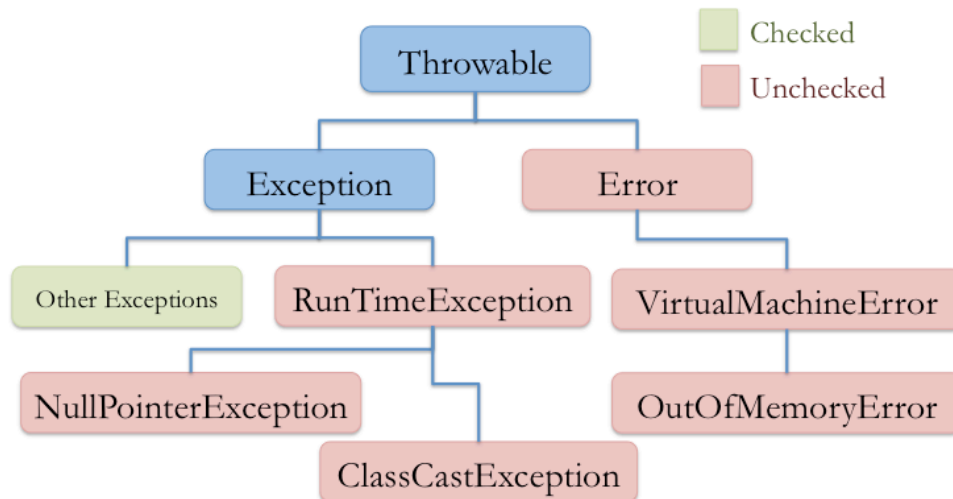 Checked
Throwable
Unchecked
Exception
Error
Other Exceptions
RunTimeException
VirtualMachineError
NullPointerException
OutOfMemoryError
ClassCastException